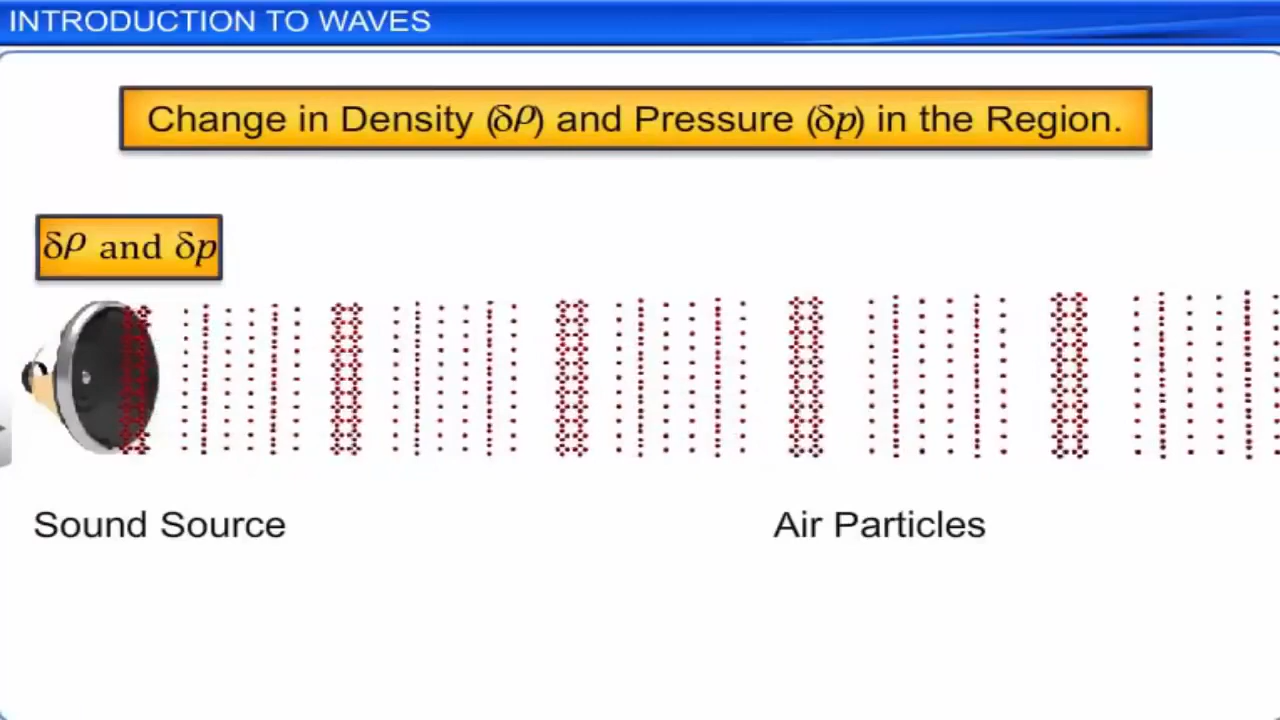 INTRODUCTION TO WAVES
Change in Density (δρ) and Pressure (δp) in the Region.
δρ and δp
Sound Source
Air Particles